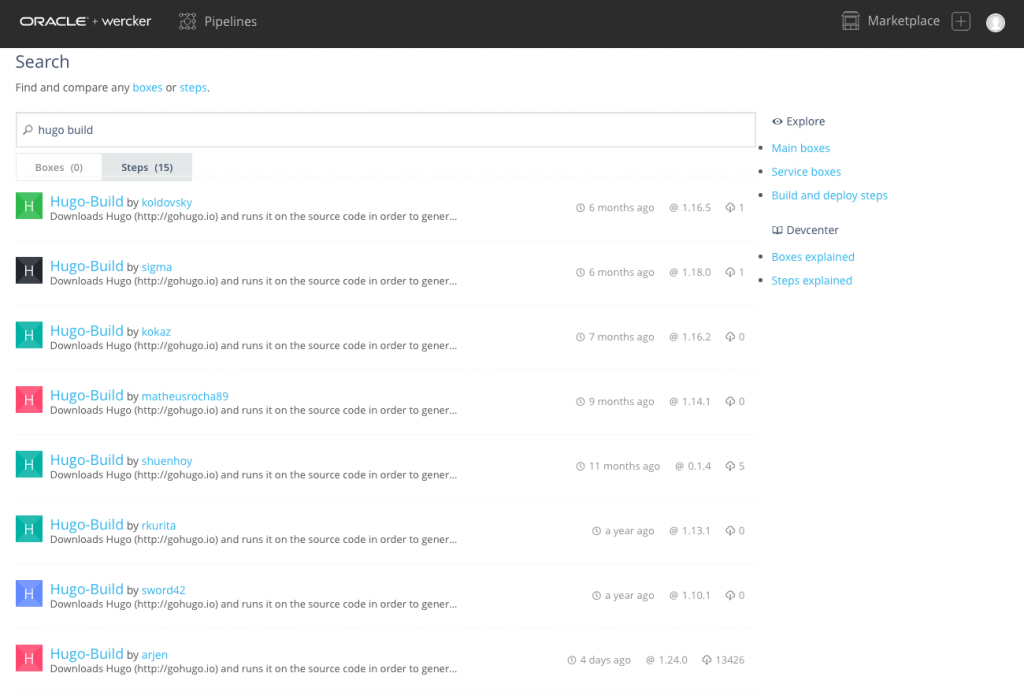 ORACLE + wercker Pipelines Marketplace
Search
Find and compare any boxes or steps.
hugo build
Boxes (0) Steps (15)
H Hugo-Build by koldovsky
Downloads Hugo (http://gohugo.io) and runs it on the source code in order to gener...
6 months ago @ 1.16.5 1
H Hugo-Build by sigma
Downloads Hugo (http://gohugo.io) and runs it on the source code in order to gener...
6 months ago @ 1.18.0 1
H Hugo-Build by kokaz
Downloads Hugo (http://gohugo.io) and runs it on the source code in order to gener...
7 months ago @ 1.16.2 0
H Hugo-Build by matheusrocha89
Downloads Hugo (http://gohugo.io) and runs it on the source code in order to gener...
9 months ago @ 1.14.1 0
H Hugo-Build by shuenhoy
Downloads Hugo (http://gohugo.io) and runs it on the source code in order to gener...
11 months ago @ 0.1.4 5
H Hugo-Build by rkurita
Downloads Hugo (http://gohugo.io) and runs it on the source code in order to gener...
a year ago @ 1.13.1 0
H Hugo-Build by sword42
Downloads Hugo (http://gohugo.io) and runs it on the source code in order to gener...
a year ago @ 1.10.1 0
H Hugo-Build by arjen
Downloads Hugo (http://gohugo.io) and runs it on the source code in order to gener...
4 days ago @ 1.24.0 13426
Explore
Main boxes
Service boxes
Build and deploy steps
Devcenter
Boxes explained
Steps explained